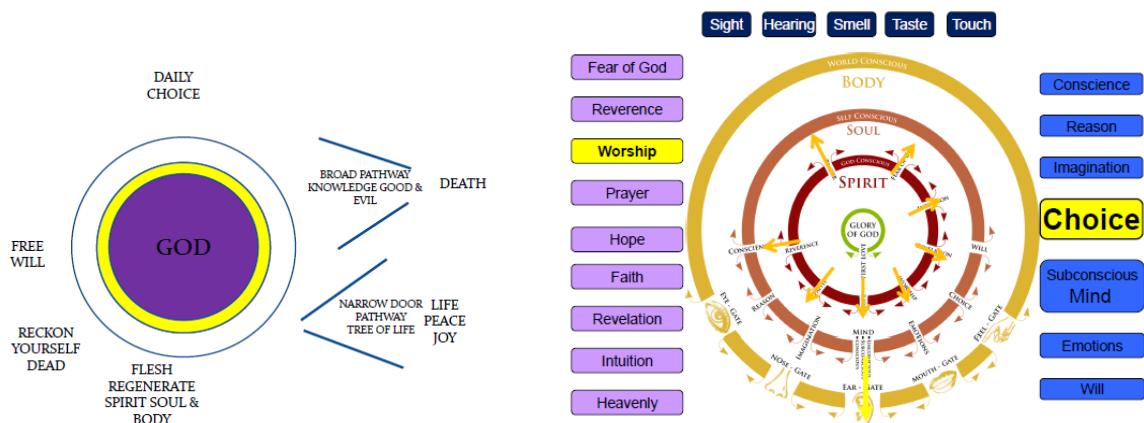 DAILY
CHOICE
GOD
FREE
WILL
RECKON
YOURSELF
DEAD
FLESH
REGENERATE
SPIRIT SOUL &
BODY
BROAD PATHWAY
KNOWLEDGE GOOD &
EVIL
DEATH
NARROW DOOR
PATHWAY
TREE OF LIFE
LIFE
PEACE
JOY
Sight
Hearing
Smell
Taste
Touch
Fear of God
Reverence
Worship
Prayer
Hope
Faith
Revelation
Intuition
Heavenly
WORLD CONSCIOUS
BODY
SELF CONSCIOUS
SOUL
GOD CONSCIOUS
SPIRIT
GLORY
OF GOD
FIRST LOVE
REVERENCE
WILL
REASON
CHOICE
IMAGINATION
MIND
EMOTIONS
EYE - GATE
NOSE - GATE
MOUTH - GATE
FEEL - GATE
Conscience
Reason
Imagination
Choice
Subconscious
Mind
Emotions
Will